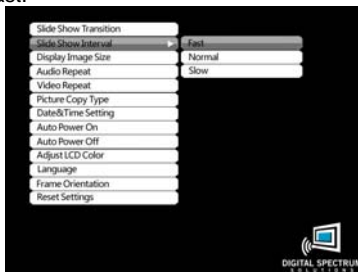 Slide Show Transition
Slide Show Interval
Fast
Display Image Size
Normal
Audio Repeat
Slow
Video Repeat
Picture Copy Type
Date&Time Setting
Auto Power On
Auto Power Off
Adjust LCD Color
Language
Frame Orientation
Reset Settings
DIGITAL SPECTRUM
SOLUTIONS